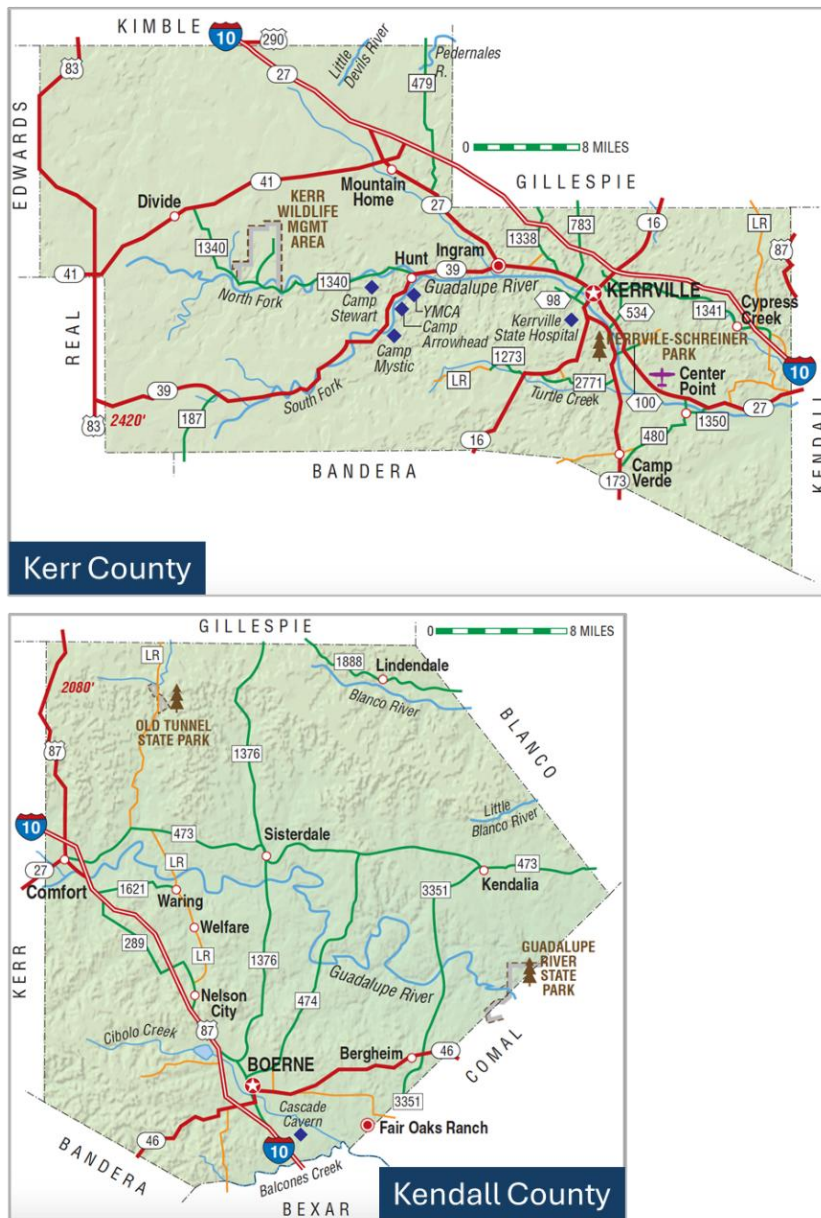 KIMBLE
10
290
83
27
Little
Devils River
Pedernales
R.
479
EDWARDS
0
8 MILES
GILLESPIE
41
Mountain
Home
Divide
KERR
WILDLIFE
MGMT
AREA
27
16
LR
783
87
1340
1338
Ingram
Hunt
39
1340
41
North Fork
Guadalupe River
KERRVILLE
98
534
1341
Cypress
Creek
Camp
Stewart
YMCA
Camp
Arrowhead
Kerrville
State Hospital
KERRVILE-SCHREINER
PARK
REAL
Camp
Mystic
1273
10
Center
Point
39
LR
2771
South Fork
Turtle Creek
100
27
2420'
187
1350
83
16
480
KENDALL
BANDERA
Camp
Verde
173
Kerr County
GILLESPIE
0
8 MILES
LR
1888
Lindendale
2080'
Blanco River
OLD TUNNEL
STATE PARK
BLANCO
87
1376
Little
Blanco River
10
473
Sisterdale
27
LR
473
Comfort
1621
Kendalia
Waring
3351
Welfare
289
GUADALUPE
RIVER
STATE
PARK
LR
1376
KERR
Guadalupe River
Nelson
City
474
87
Cibolo Creek
COMAL
BOERNE
Bergheim
46
3351
Cascade
Cavern
Fair Oaks Ranch
46
10
BANDERA
Balcones Creek
BEXAR
Kendall County